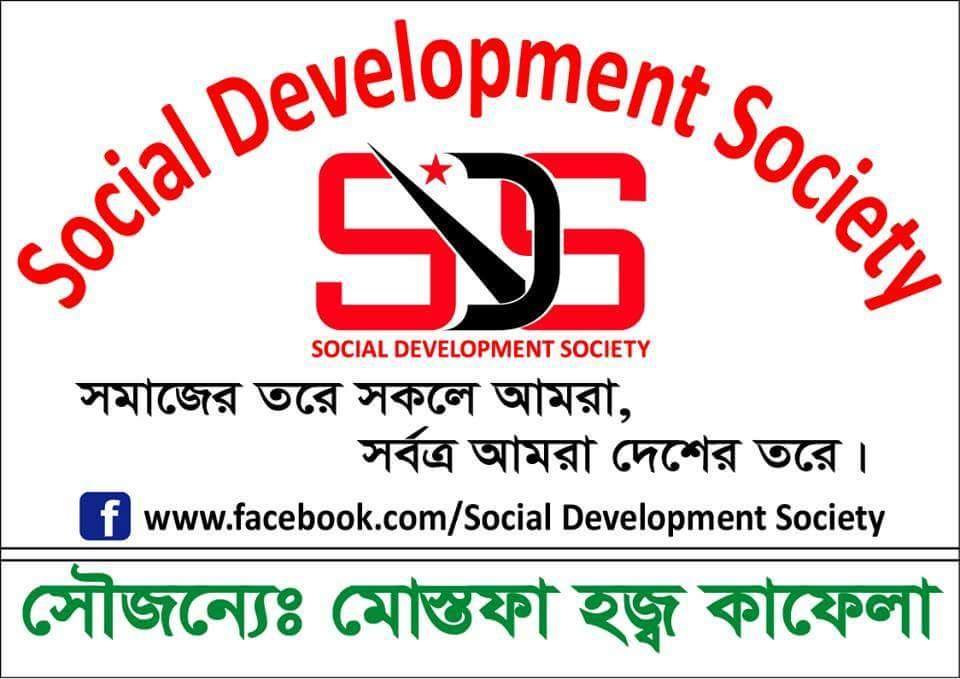 Social Development Society
SDS
SOCIAL DEVELOPMENT SOCIETY
সমাজের তরে সকলে আমরা,
সর্বত্র আমরা দেশের তরে।
f www.facebook.com/Social Development Society
সৌজন্যেঃ মোস্তফা হজ্ব কাফেলা